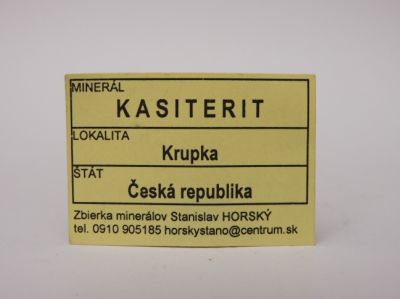 MINERÁL
KASITERIT
LOKALITA
Krupka
ŠTÁT
Česká republika
Zbierka minerálov Stanislav HORSKÝ
tel. 0910 905185 horskystano@centrum.sk